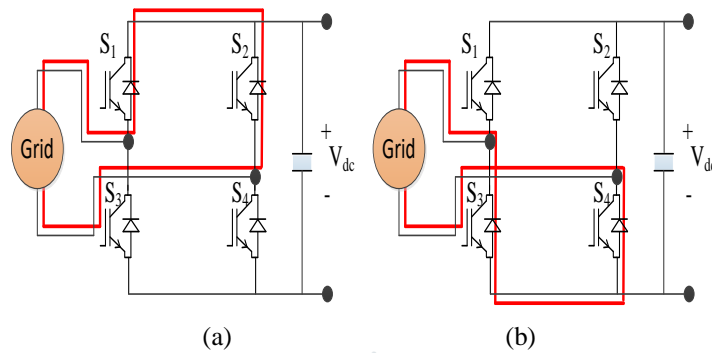 S1 S2
Grid
+
Vdc
-
S3 S4
(a)
S1 S2
Grid
+
Vdc
-
S3 S4
(b)